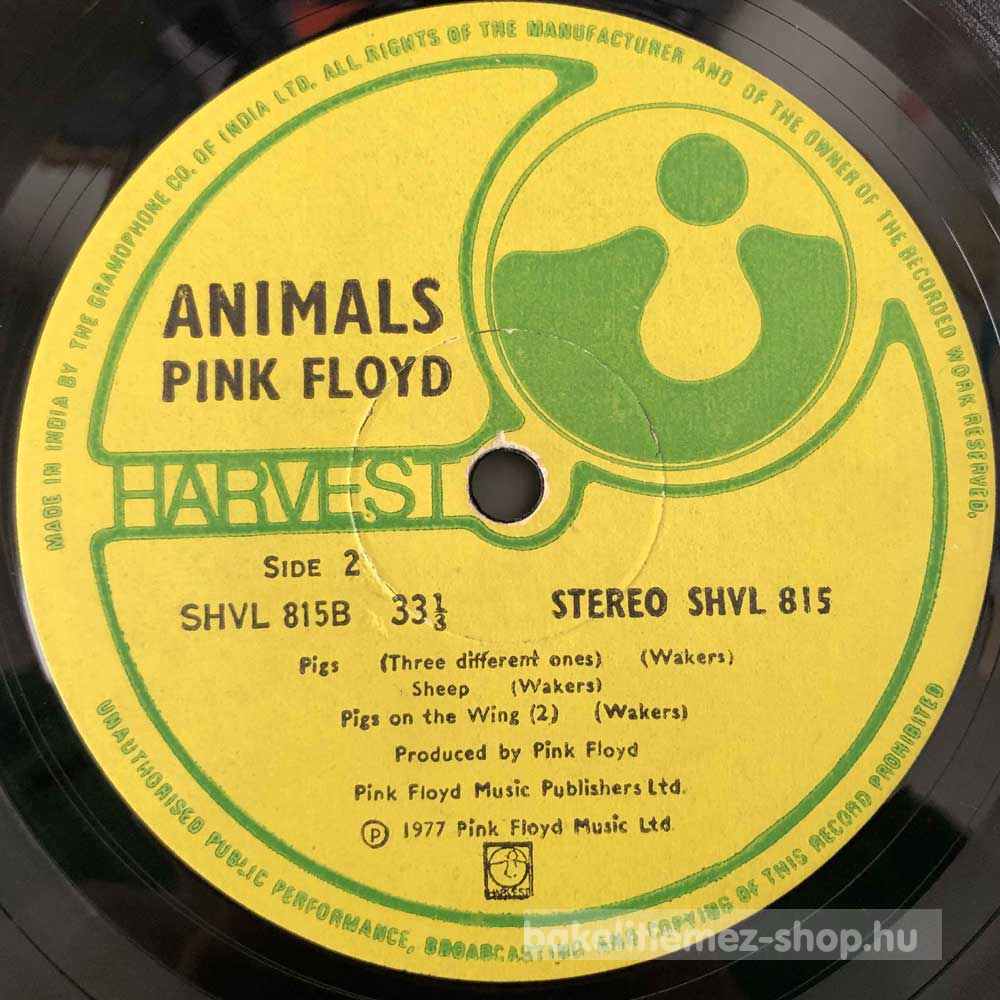 MADE IN INDIA BY THE GRAMOPHONE CO. OF INDIA LTD. ALL RIGHTS OF THE MANUFACTURER AND OF THE OWNER OF THE RECORDED WORK RESERVED.
ANIMALS
PINK FLOYD
HARVEST
SIDE 2
SHVL 815B 33⅓ STEREO SHVL 815
Pigs (Three different ones) (Wakers)
Sheep (Wakers)
Pigs on the Wing (2) (Wakers)
Produced by Pink Floyd
Pink Floyd Music Publishers Ltd.
Ⓟ 1977 Pink Floyd Music Ltd
HARVEST
UNAUTHORISED PUBLIC PERFORMANCE, BROADCASTING AND COPYING OF THIS RECORD PROHIBITED
bakelitlemez-shop.hu